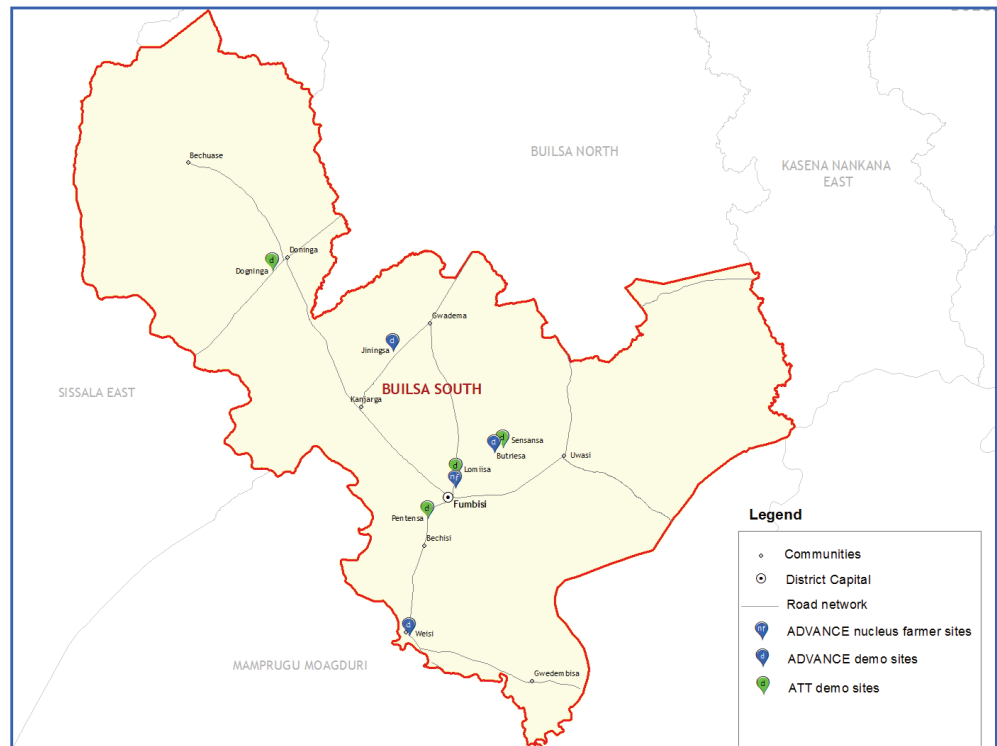 Bechuase
BUILSA NORTH
KASENA NANKANA
EAST
Doninga
Dogninga
Gwadema
Jiningsa
SISSALA EAST
BUILSA SOUTH
Kanjarga
Sensansa
Butriesa
Uwasi
Lomiisa
Fumbisi
Pentensa
Bechisi
Weisi
MAMPRUGU MOAGDURI
Gwedembisa
d
d
d
d
d
nf
d
d
Legend
Communities
District Capital
Road network
nf ADVANCE nucleus farmer sites
d ADVANCE demo sites
d ATT demo sites